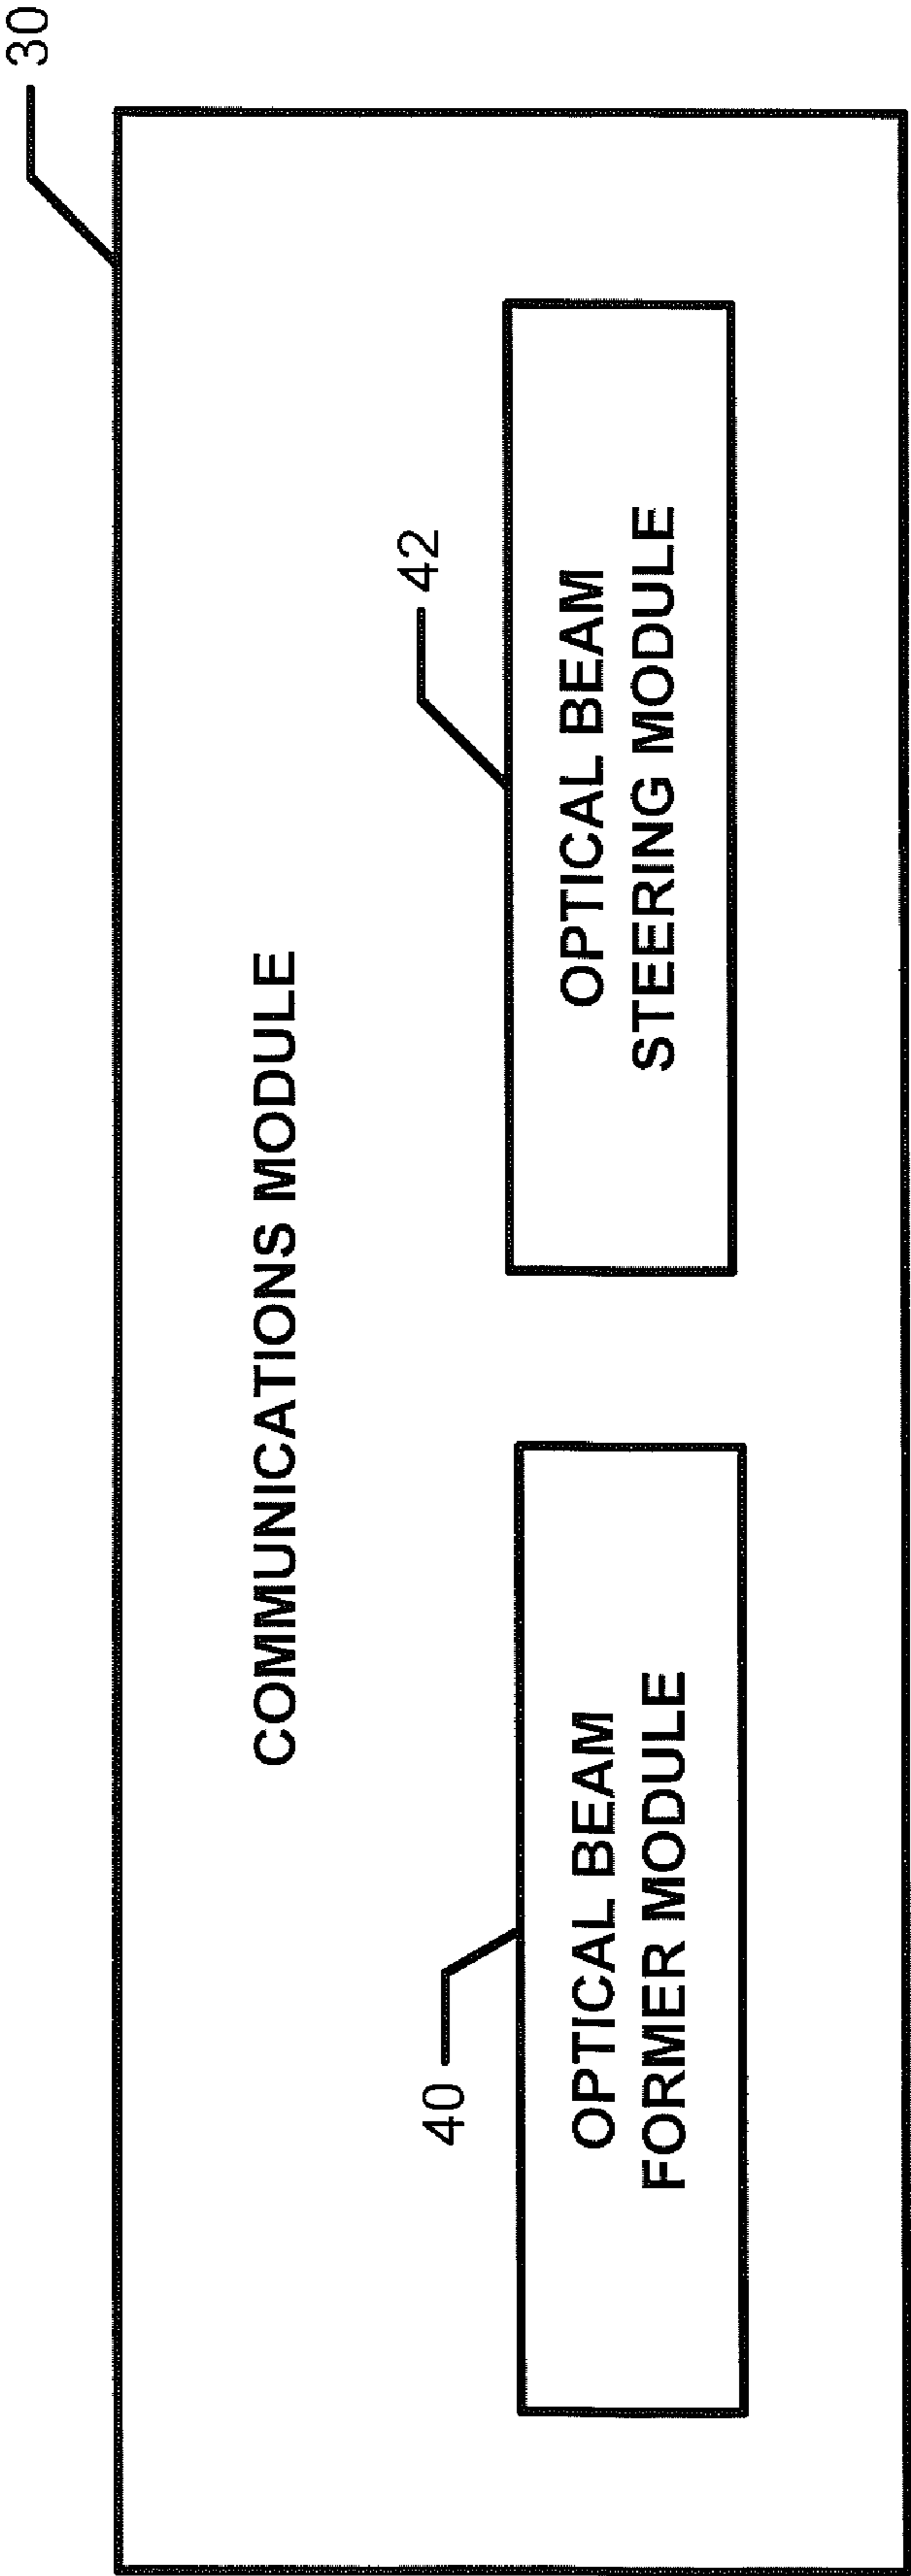 30
COMMUNICATIONS MODULE
40
42
OPTICAL BEAM
FORMER MODULE
OPTICAL BEAM
STEERING MODULE